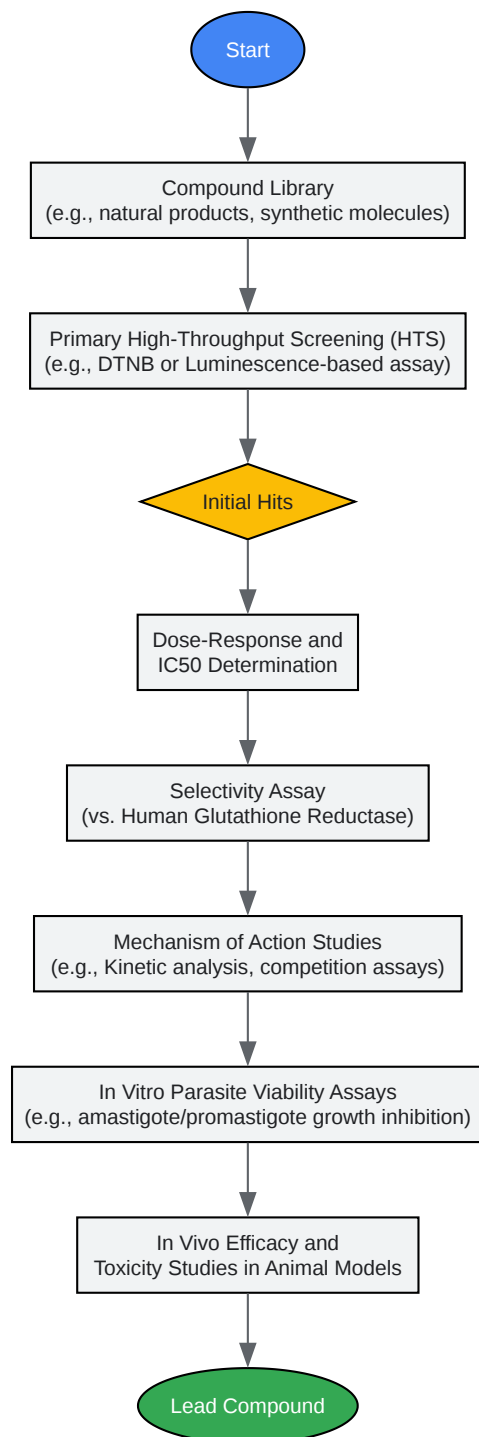 Start
Compound Library
(e.g., natural products, synthetic molecules)
Primary High-Throughput Screening (HTS)
(e.g., DTNB or Luminescence-based assay)
Initial Hits
Dose-Response and
IC50 Determination
Selectivity Assay
(vs. Human Glutathione Reductase)
Mechanism of Action Studies
(e.g., Kinetic analysis, competition assays)
In Vitro Parasite Viability Assays
(e.g., amastigote/promastigote growth inhibition)
In Vivo Efficacy and
Toxicity Studies in Animal Models
Lead Compound